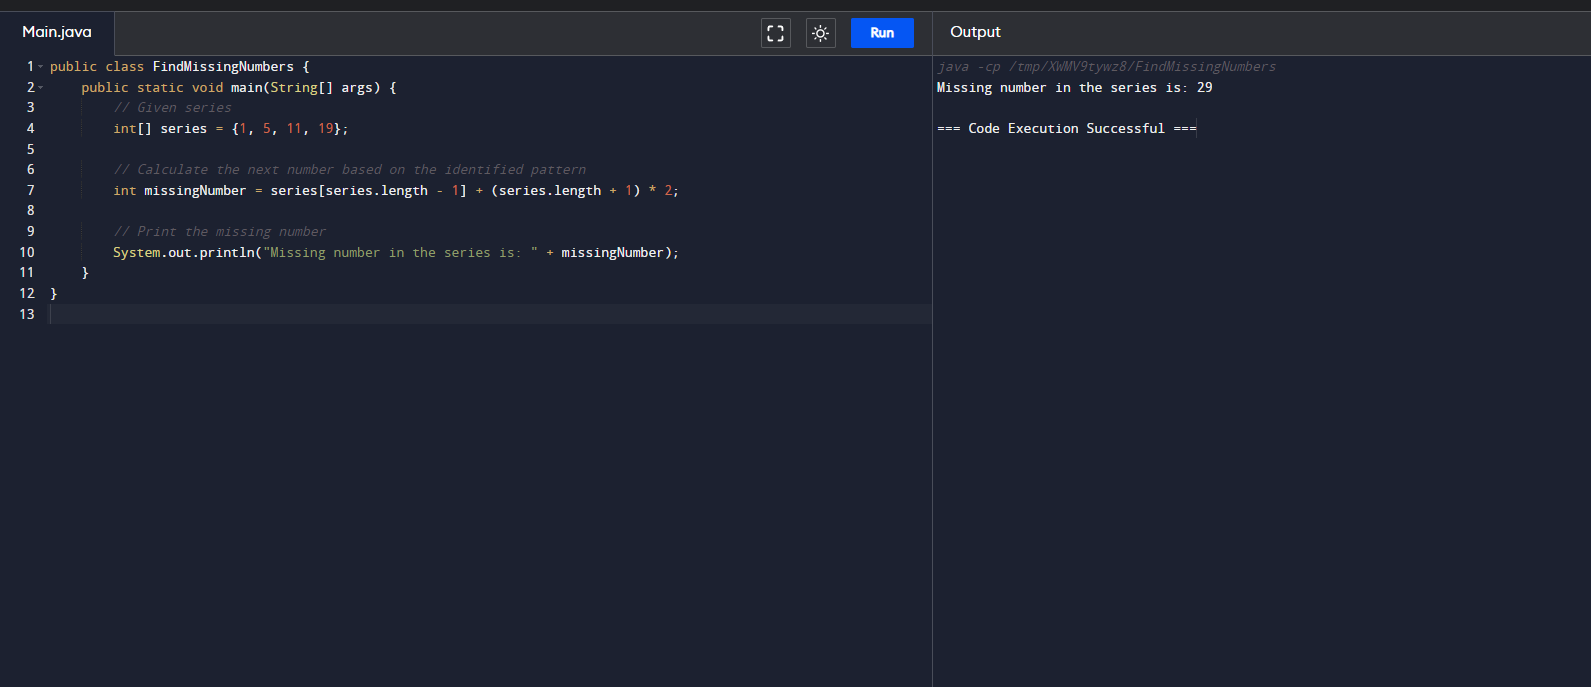 Main.java
Run
Output
1 public class FindMissingNumbers {
2 public static void main(String[] args) {
3 // Given series
4 int[] series = {1, 5, 11, 19};
5
6 // Calculate the next number based on the identified pattern
7 int missingNumber = series[series.length - 1] + (series.length + 1) * 2;
8
9 // Print the missing number
10 System.out.println("Missing number in the series is: " + missingNumber);
11 }
12 }
13
java -cp /tmp/XWMV9tywz8/FindMissingNumbers
Missing number in the series is: 29
=== Code Execution Successful ===